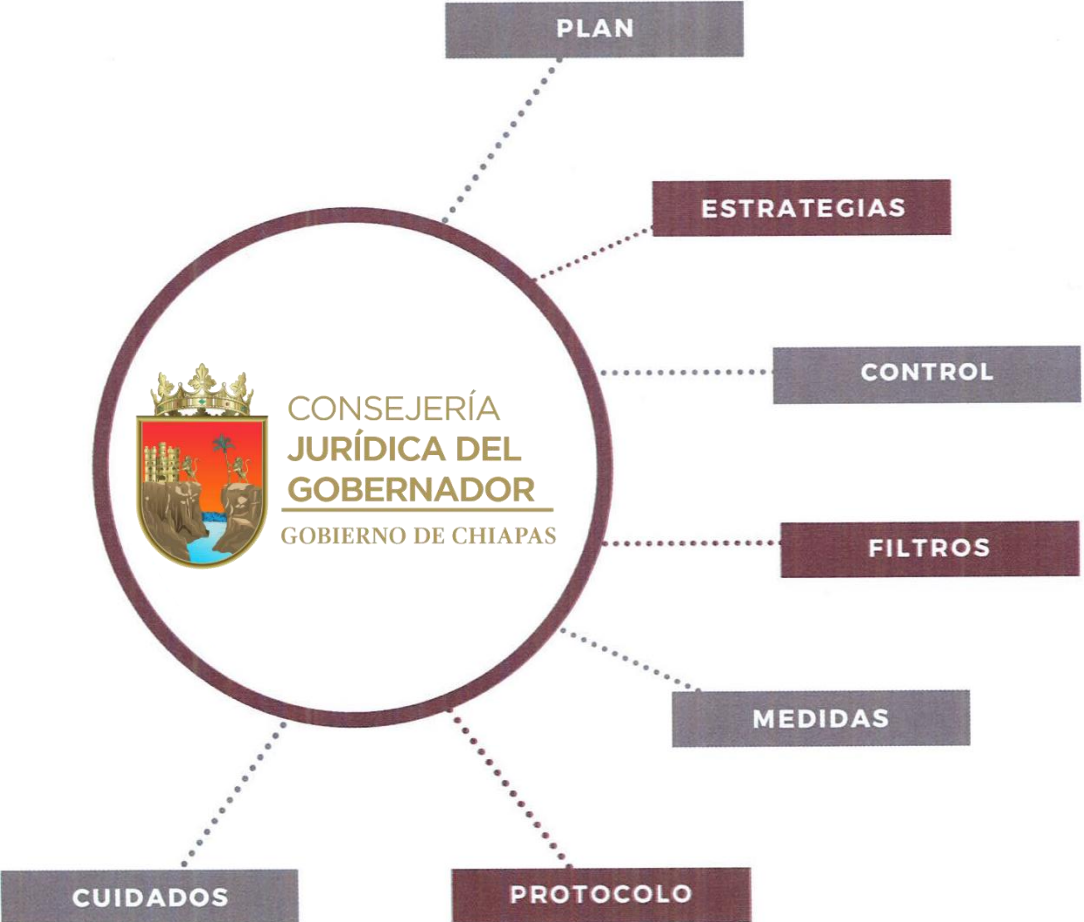 PLAN
ESTRATEGIAS
CONTROL
CONSEJERÍA
JURÍDICA DEL
GOBERNADOR
GOBIERNO DE CHIAPAS
FILTROS
MEDIDAS
PROTOCOLO
CUIDADOS